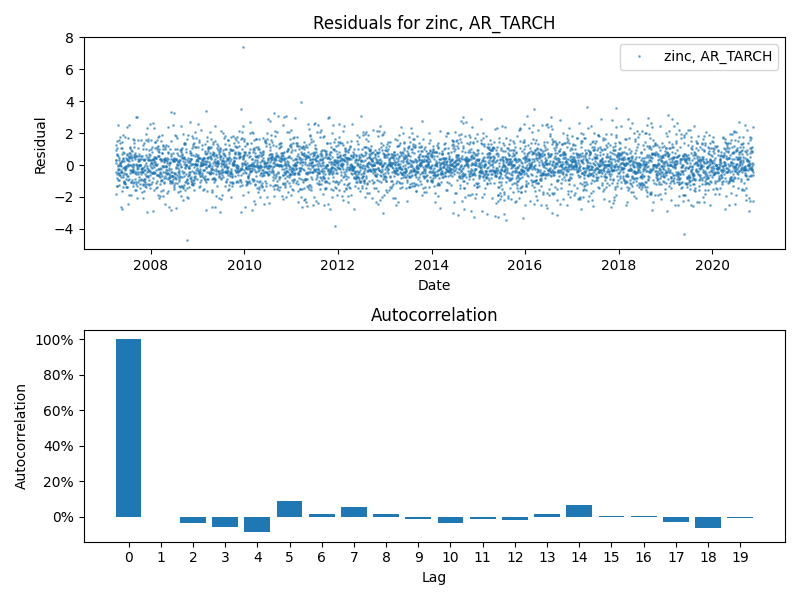 Residuals for zinc, AR_TARCH
8
6
4
2
0
−2
−4
Residual
zinc, AR_TARCH
2008 2010 2012 2014 2016 2018 2020
Date
Autocorrelation
100%
80%
60%
40%
20%
0%
Autocorrelation
0 1 2 3 4 5 6 7 8 9 10 11 12 13 14 15 16 17 18 19
Lag